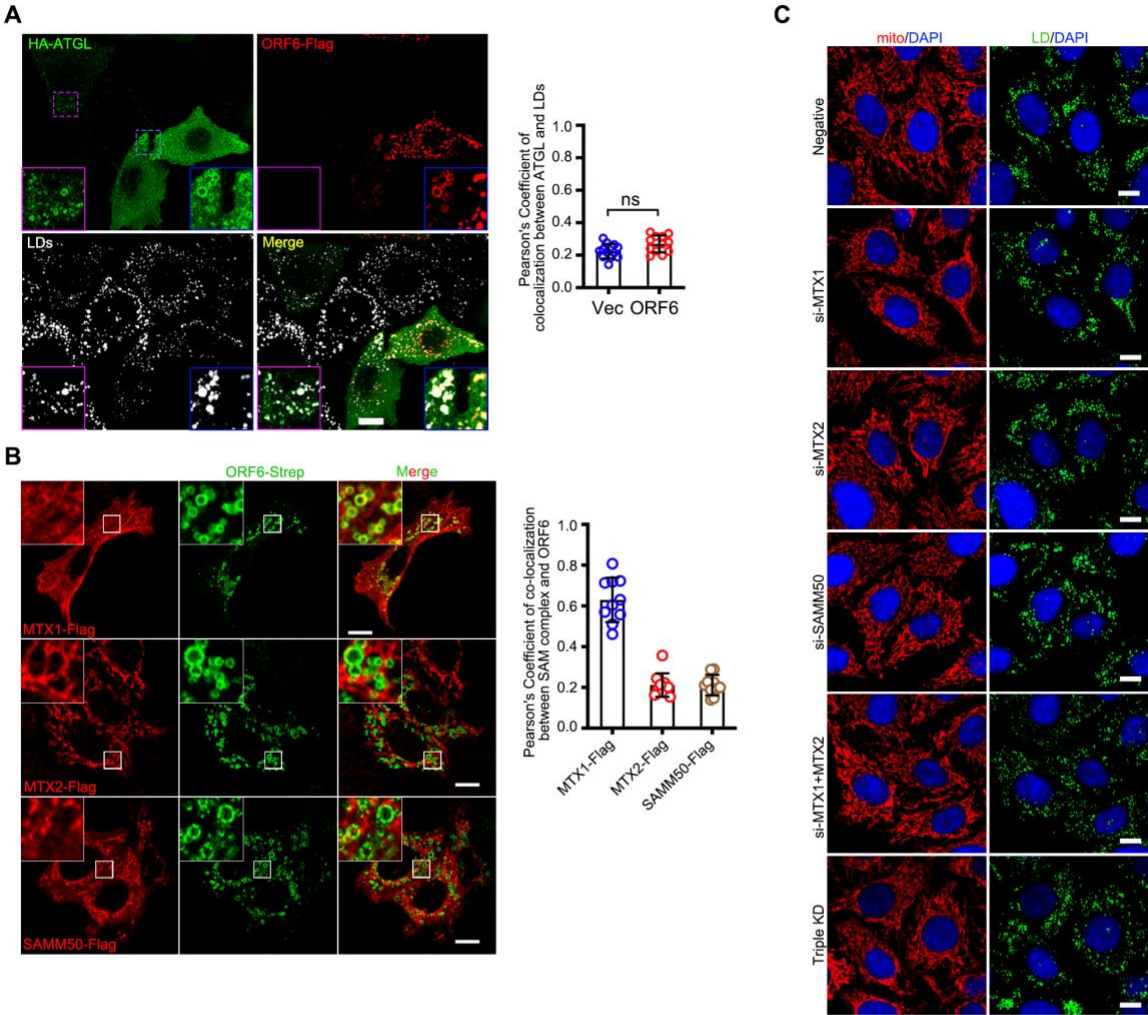 A
HA-ATGL
ORF6-Flag
LDs
Merge
Pearson's Coefficient of
colocalization between ATGL and LDs
1.0
0.8
0.6
0.4
0.2
0.0
ns
Vec ORF6
B
ORF6-Strep
Merge
MTX1-Flag
MTX2-Flag
SAMM50-Flag
Pearson's Coefficient of co-localization
between SAM complex and ORF6
1.0
0.8
0.6
0.4
0.2
0.0
MTX1-Flag
MTX2-Flag
SAMM50-Flag
C
mito/DAPI
LD/DAPI
Negative
si-MTX1
si-MTX2
si-SAMM50
si-MTX1+MTX2
Triple KD